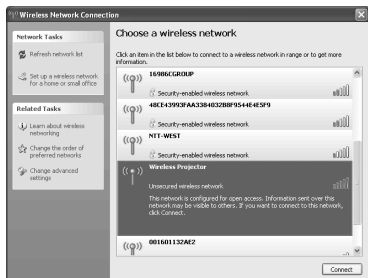 Wireless Network Connection
Network Tasks
Refresh network list
Set up a wireless network
for a home or small office
Related Tasks
Learn about wireless
networking
Change the order of
preferred networks
Change advanced
settings
Choose a wireless network
Click an item in the list below to connect to a wireless network in range or to get more
information.
16986CGROUP
Security-enabled wireless network
48CE43993FAA338403288F9544E4E5F9
Security-enabled wireless network
NTT-WEST
Security-enabled wireless network
Wireless Projector
Unsecured wireless network
This network is configured for open access. Information sent over this
network may be visible to others. If you want to connect to this network,
click Connect.
001601132AE2
Connect